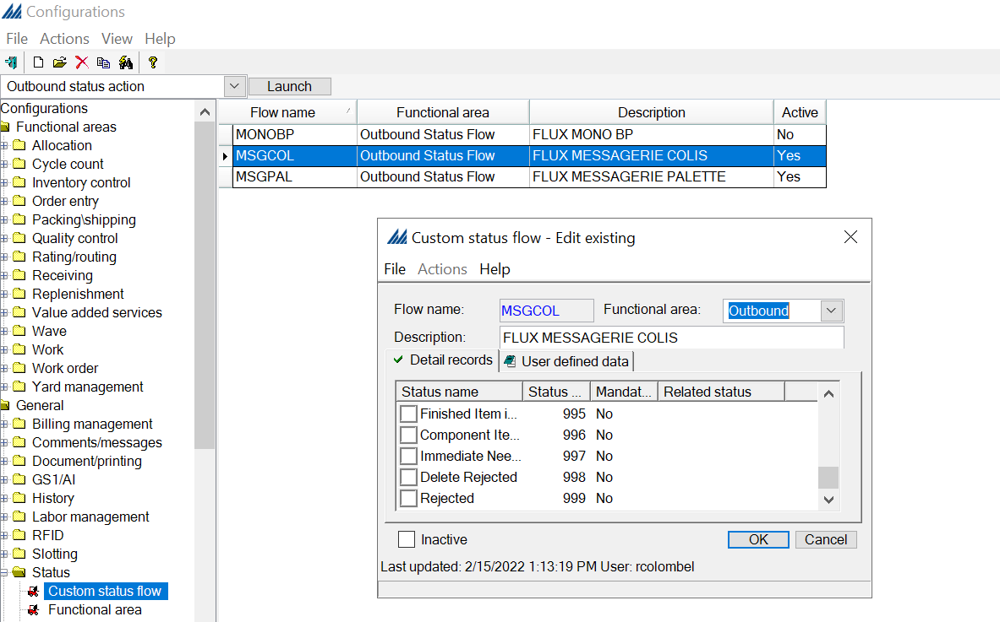 Configurations
File Actions View Help
Outbound status action Launch
Configurations
Functional areas
Allocation
Cycle count
Inventory control
Order entry
Packing\shipping
Quality control
Rating/routing
Receiving
Replenishment
Value added services
Wave
Work
Work order
Yard management
General
Billing management
Comments/messages
Document/printing
GS1/AI
History
Labor management
RFID
Slotting
Status
Custom status flow
Functional area
Flow name Functional area Description Active
MONOBP Outbound Status Flow FLUX MONO BP No
MSGCOL Outbound Status Flow FLUX MESSAGERIE COLIS Yes
MSGPAL Outbound Status Flow FLUX MESSAGERIE PALETTE Yes
Custom status flow - Edit existing
File Actions Help
Flow name: MSGCOL Functional area: Outbound
Description: FLUX MESSAGERIE COLIS
Detail records User defined data
Status name Status ... Mandat... Related status
Finished Item i... 995 No
Component Ite... 996 No
Immediate Nee... 997 No
Delete Rejected 998 No
Rejected 999 No
Inactive OK Cancel
Last updated: 2/15/2022 1:13:19 PM User: rcolombel